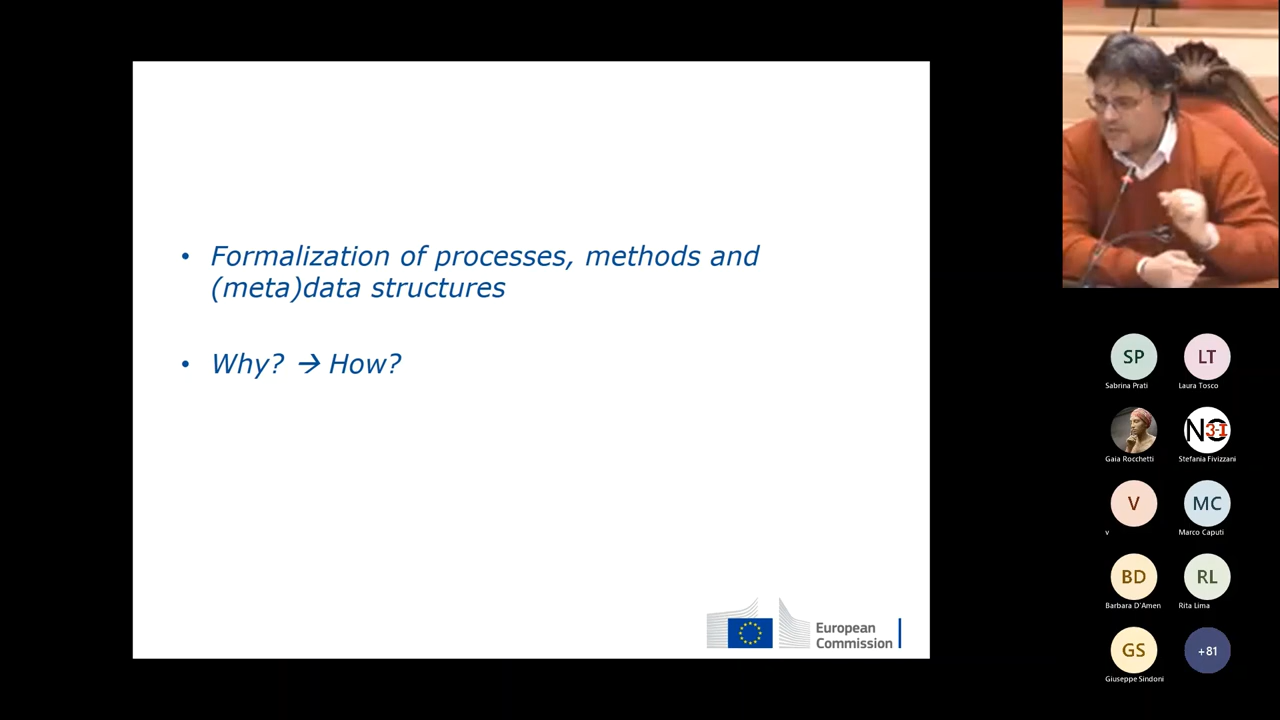 • Formalization of processes, methods and
(meta)data structures
• Why? → How?
European
Commission
SP
Sabrina Prati
LT
Laura Tosco
Gaia Rocchetti
N3-I
Stefania Fivizzani
V
v
MC
Marco Caputi
BD
Barbara D'Amen
RL
Rita Lima
GS
Giuseppe Sindoni
+81